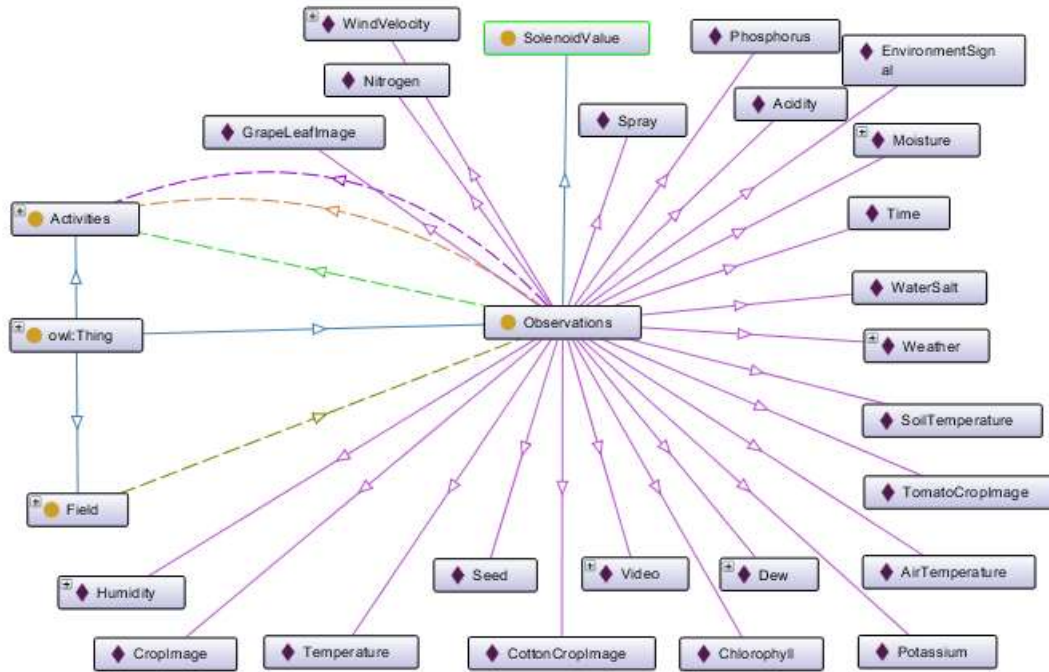 WindVelocity
SolenoidValue
Phosphorus
EnvironmentSign
al
Nitrogen
Acidity
Spray
GrapeLeafImage
Moisture
Activities
Time
WaterSalt
owl:Thing
Observations
Weather
SoilTemperature
TomatoCropImage
Field
Seed
Video
Dew
AirTemperature
Humidity
CropImage
Temperature
CottonCropImage
Chlorophyll
Potassium